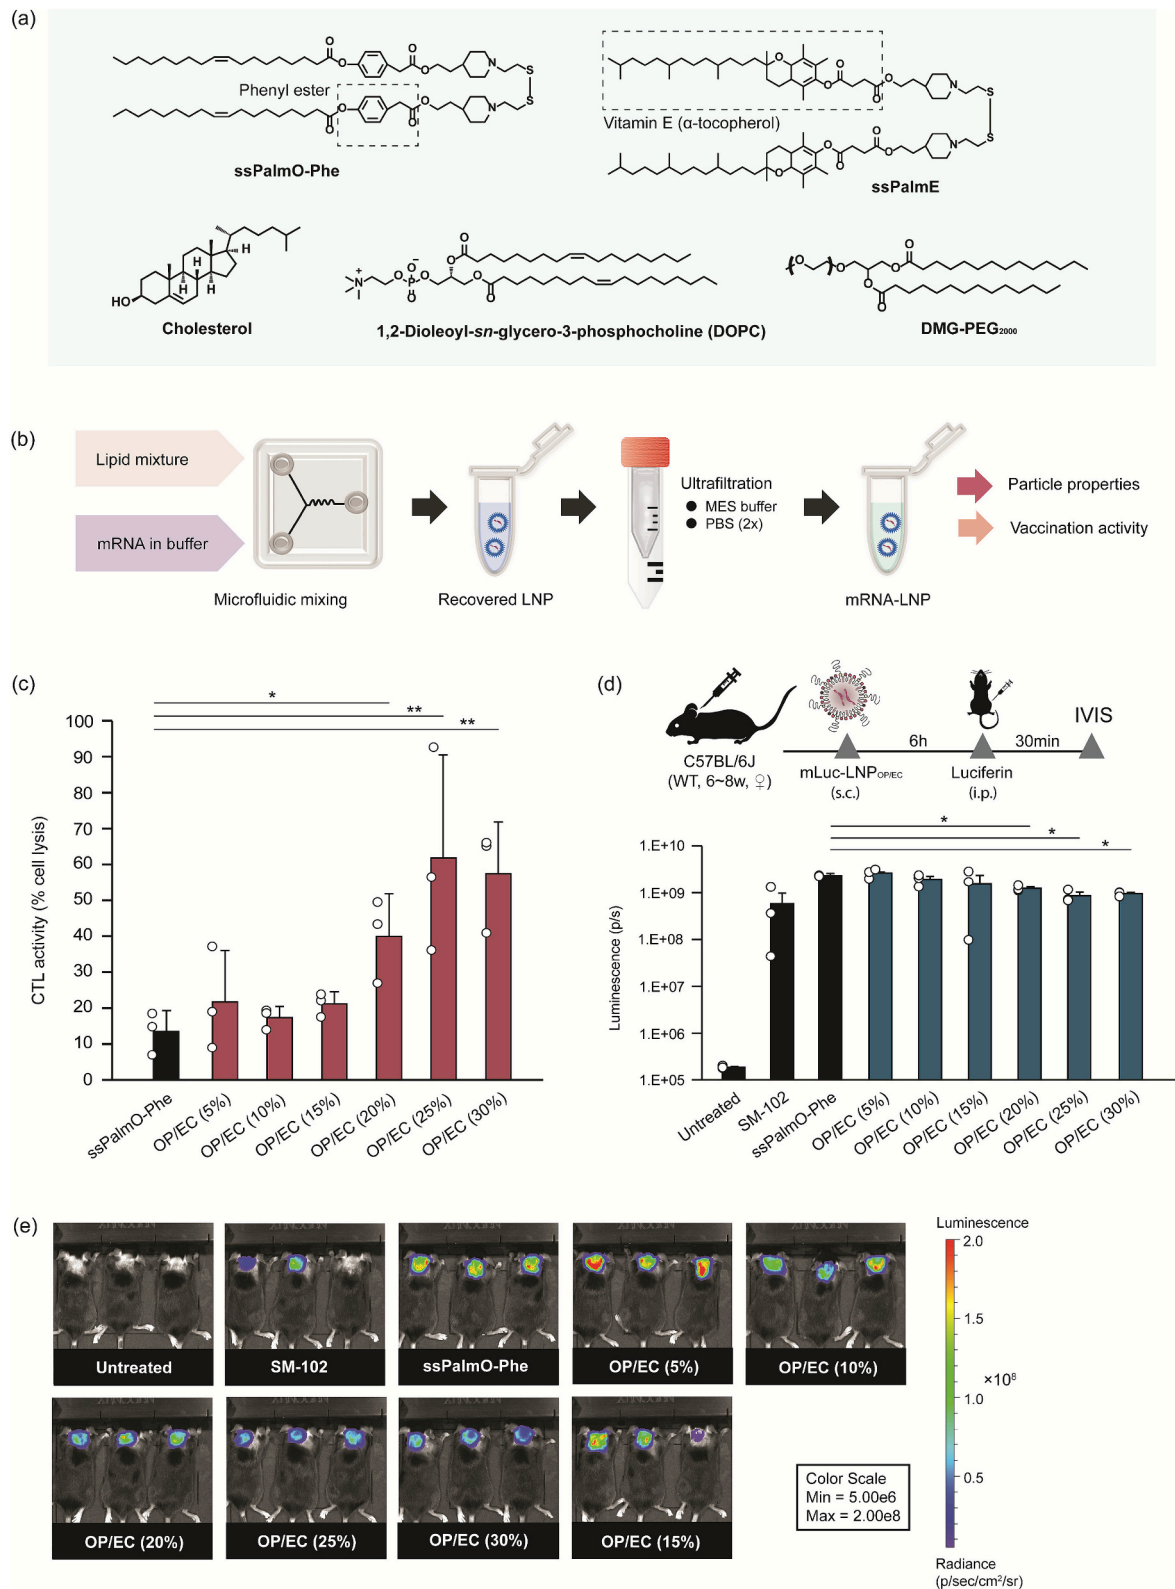 (a)
Phenyl ester
ssPalmO-Phe
Vitamin E (α-tocopherol)
ssPalmE
Cholesterol
1,2-Dioleoyl-sn-glycero-3-phosphocholine (DOPC)
DMG-PEG2000
(b)
Lipid mixture
mRNA in buffer
Microfluidic mixing
Recovered LNP
Ultrafiltration
● MES buffer
● PBS (2x)
mRNA-LNP
Particle properties
Vaccination activity
(c)
*
**
**
CTL activity (% cell lysis)
100
90
80
70
60
50
40
30
20
10
0
ssPalmO-Phe
OP/EC (5%)
OP/EC (10%)
OP/EC (15%)
OP/EC (20%)
OP/EC (25%)
OP/EC (30%)
(d)
C57BL/6J
(WT, 6~8w, ♀)
mLuc-LNPOP/EC
(s.c.)
6h
Luciferin
(i.p.)
30min
IVIS
*
*
*
Luminescence (p/s)
1.E+10
1.E+09
1.E+08
1.E+07
1.E+06
1.E+05
Untreated
SM-102
ssPalmO-Phe
OP/EC (5%)
OP/EC (10%)
OP/EC (15%)
OP/EC (20%)
OP/EC (25%)
OP/EC (30%)
(e)
Untreated
SM-102
ssPalmO-Phe
OP/EC (5%)
OP/EC (10%)
OP/EC (20%)
OP/EC (25%)
OP/EC (30%)
OP/EC (15%)
Luminescence
2.0
1.5
1.0
×10⁸
0.5
Radiance
(p/sec/cm²/sr)
Color Scale
Min = 5.00e6
Max = 2.00e8